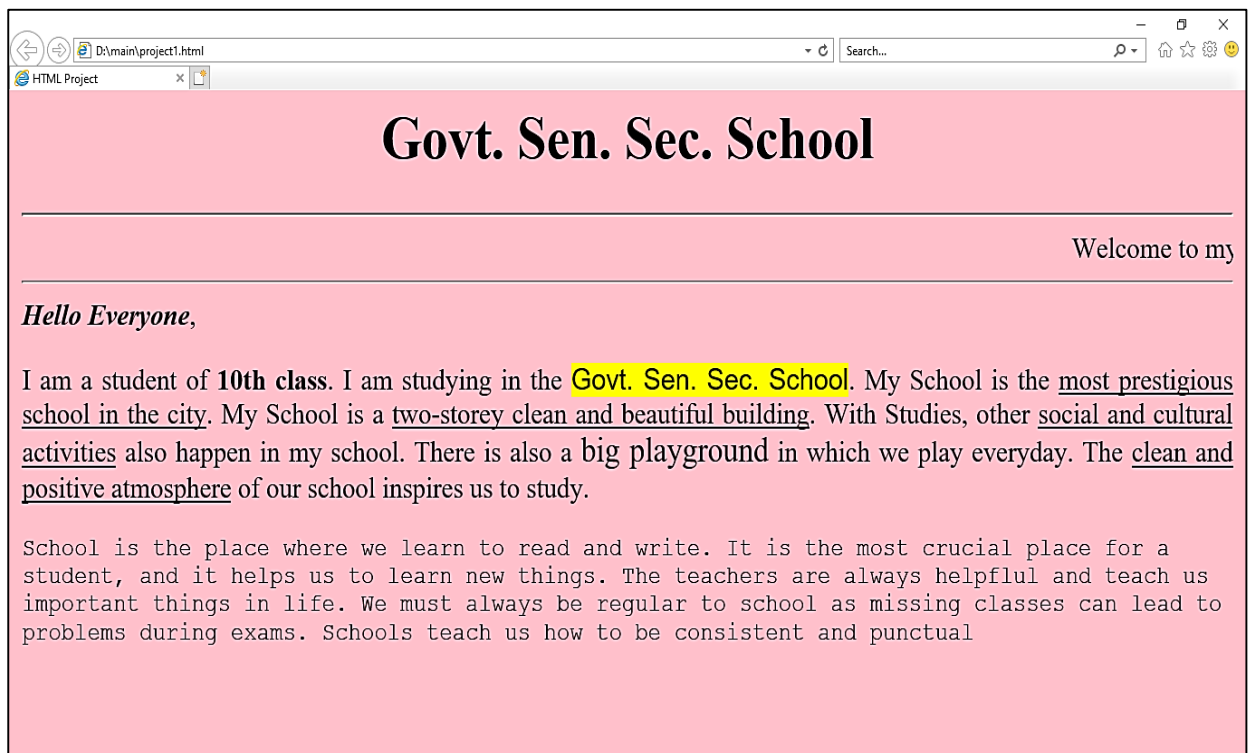 D:\main\project1.html
Search...
HTML Project
Govt. Sen. Sec. School
Welcome to my
Hello Everyone,
I am a student of 10th class. I am studying in the Govt. Sen. Sec. School. My School is the most prestigious
school in the city. My School is a two-storey clean and beautiful building. With Studies, other social and cultural
activities also happen in my school. There is also a big playground in which we play everyday. The clean and
positive atmosphere of our school inspires us to study.
School is the place where we learn to read and write. It is the most crucial place for a
student, and it helps us to learn new things. The teachers are always helpflul and teach us
important things in life. We must always be regular to school as missing classes can lead to
problems during exams. Schools teach us how to be consistent and punctual